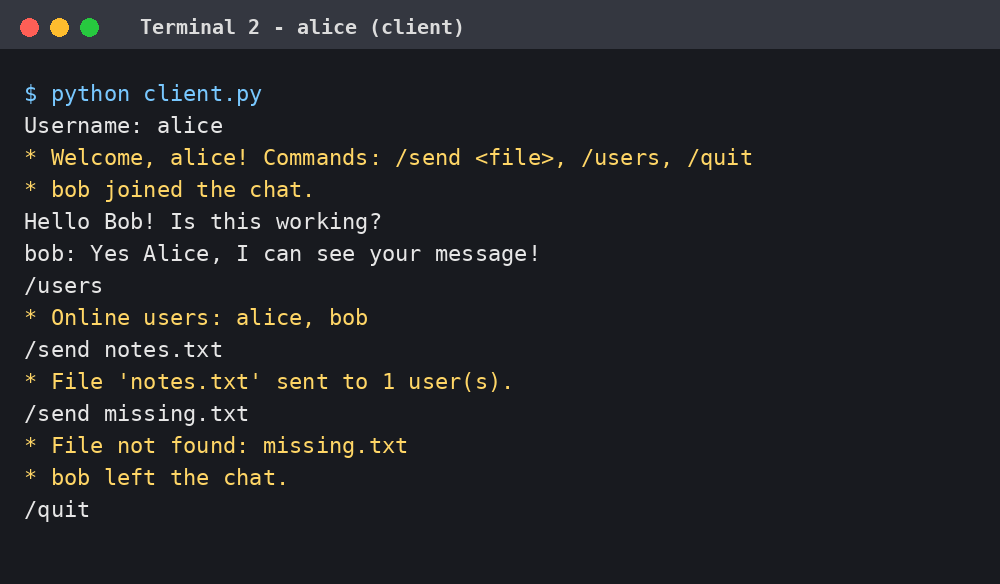 Terminal 2 - alice (client)
$ python client.py
Username: alice
* Welcome, alice! Commands: /send <file>, /users, /quit
* bob joined the chat.
Hello Bob! Is this working?
bob: Yes Alice, I can see your message!
/users
* Online users: alice, bob
/send notes.txt
* File 'notes.txt' sent to 1 user(s).
/send missing.txt
* File not found: missing.txt
* bob left the chat.
/quit